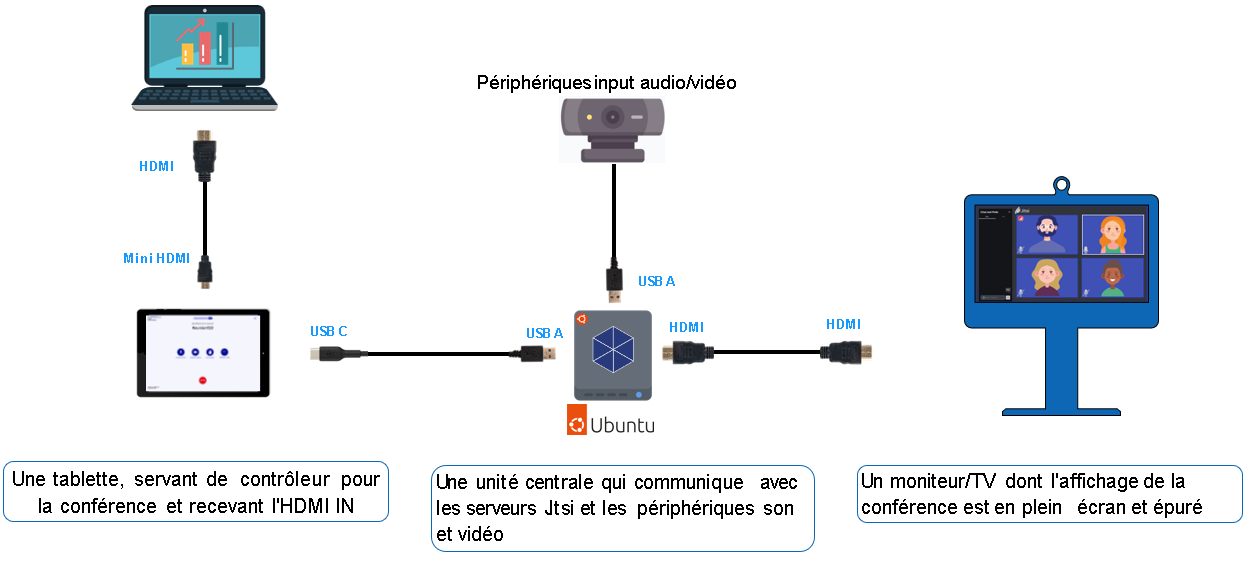 Périphériques input audio/vidéo
HDMI
Mini HDMI
USB C
USB A
USB A
HDMI
HDMI
Jitsi
Ubuntu
Une tablette, servant de contrôleur pour
la conférence et recevant l'HDMI IN
Une unité centrale qui communique avec
les serveurs Jtsi et les périphériques son
et vidéo
Un moniteur/TV dont l'affichage de la
conférence est en plein écran et épuré